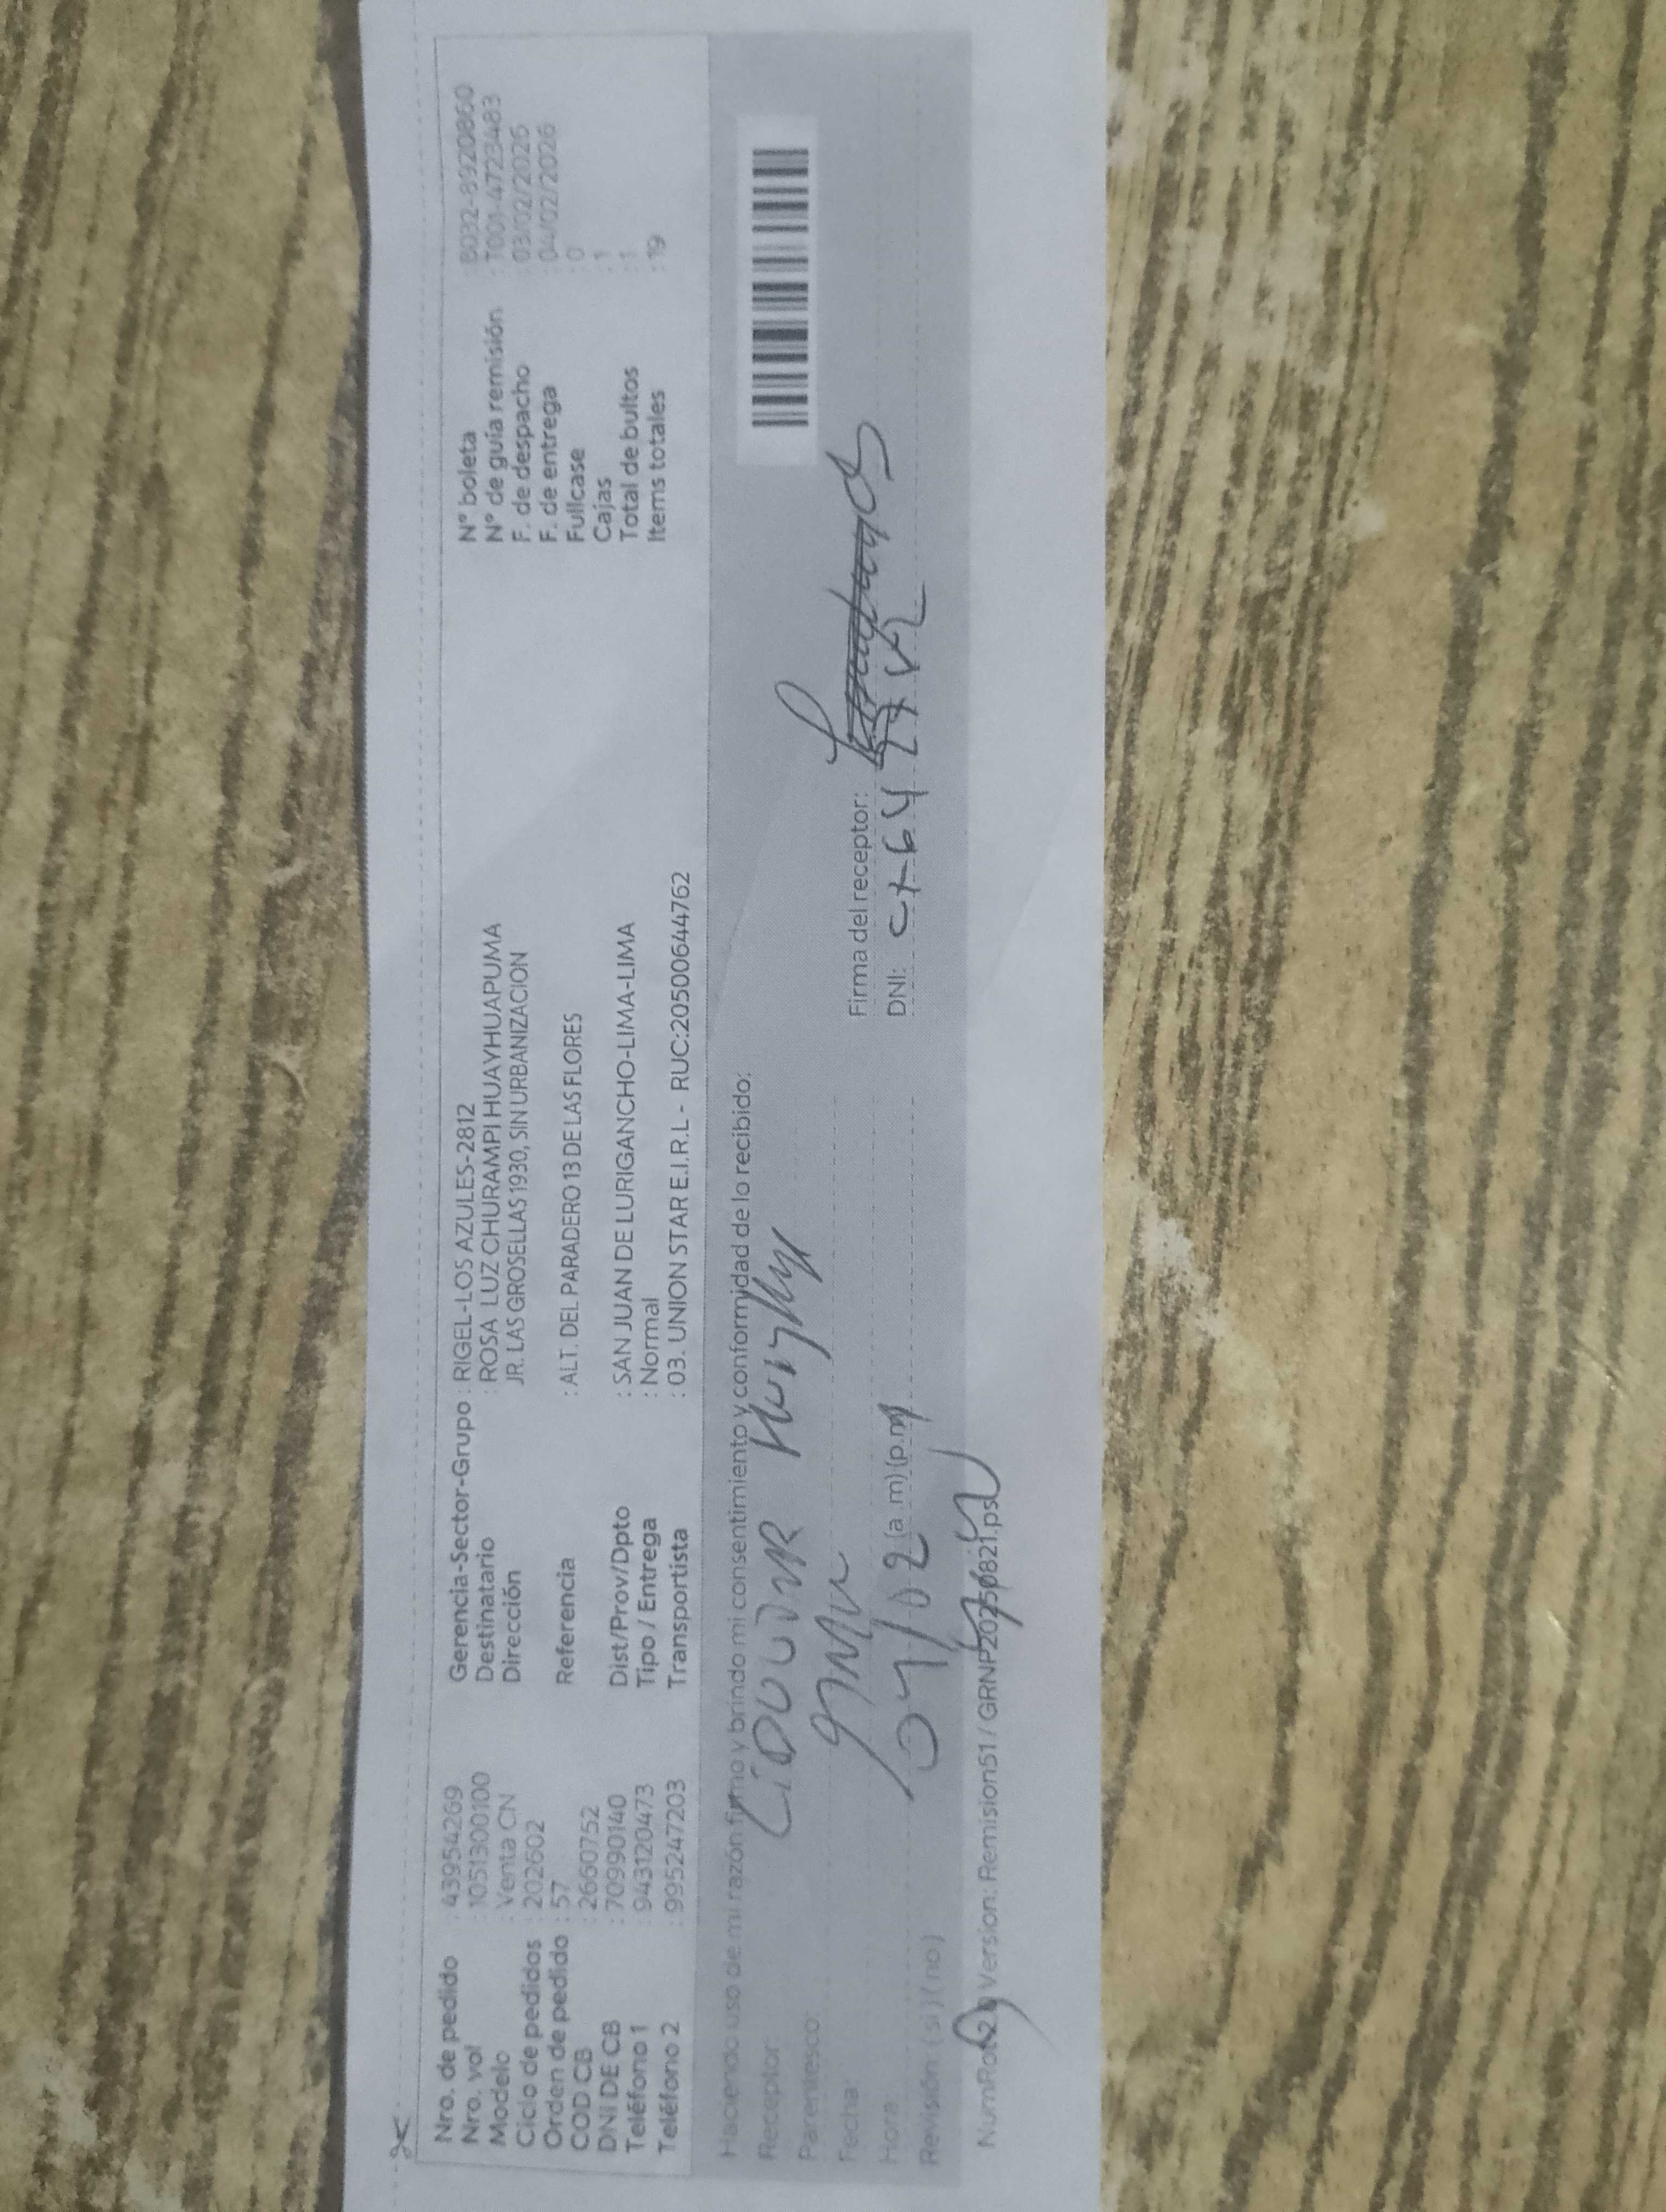 Nro. de pedido : 43954269
Nro. vol : 1051300100
Modelo : Venta CN
Ciclo de pedidos : 202602
Orden de pedido : 57
COD CB : 26607752
DNI DE CB : 70990140
Teléfono 1 : 943120473
Teléfono 2 : 995247203
Gerencia-Sector-Grupo : RIGEL-LOS AZULES-2812
Destinatario : ROSA LUZ CHURAMPI HUAYHUAPUMA
Dirección JR. LAS GROSELLAS 1930, SIN URBANIZACION
Referencia : ALT. DEL PARADERO 13 DE LAS FLORES
Dist/Prov/Dpto : SAN JUAN DE LURIGANCHO-LIMA-LIMA
Tipo / Entrega : Normal
Transportista : 03. UNION STAR E.I.R.L - RUC:20500644762
N° boleta B032-89208060
N° de guía remisión : T001-44723483
F. de despacho : 03/02/2026
F. de entrega : 04/02/2026
Fullcase : 0
Cajas : 1
Total de bultos : 1
Items totales : 19
Haciendo uso de mi razón firmo y brindo mi consentimiento y conformidad de lo recibido:
Receptor:
Parentesco:
Fecha: 04/02
Hora: (a.m) (p.m)
Revisión: ( si ) ( no )
Firma del receptor:
DNI:
Version: Remision51 / GRNP20250821.ps